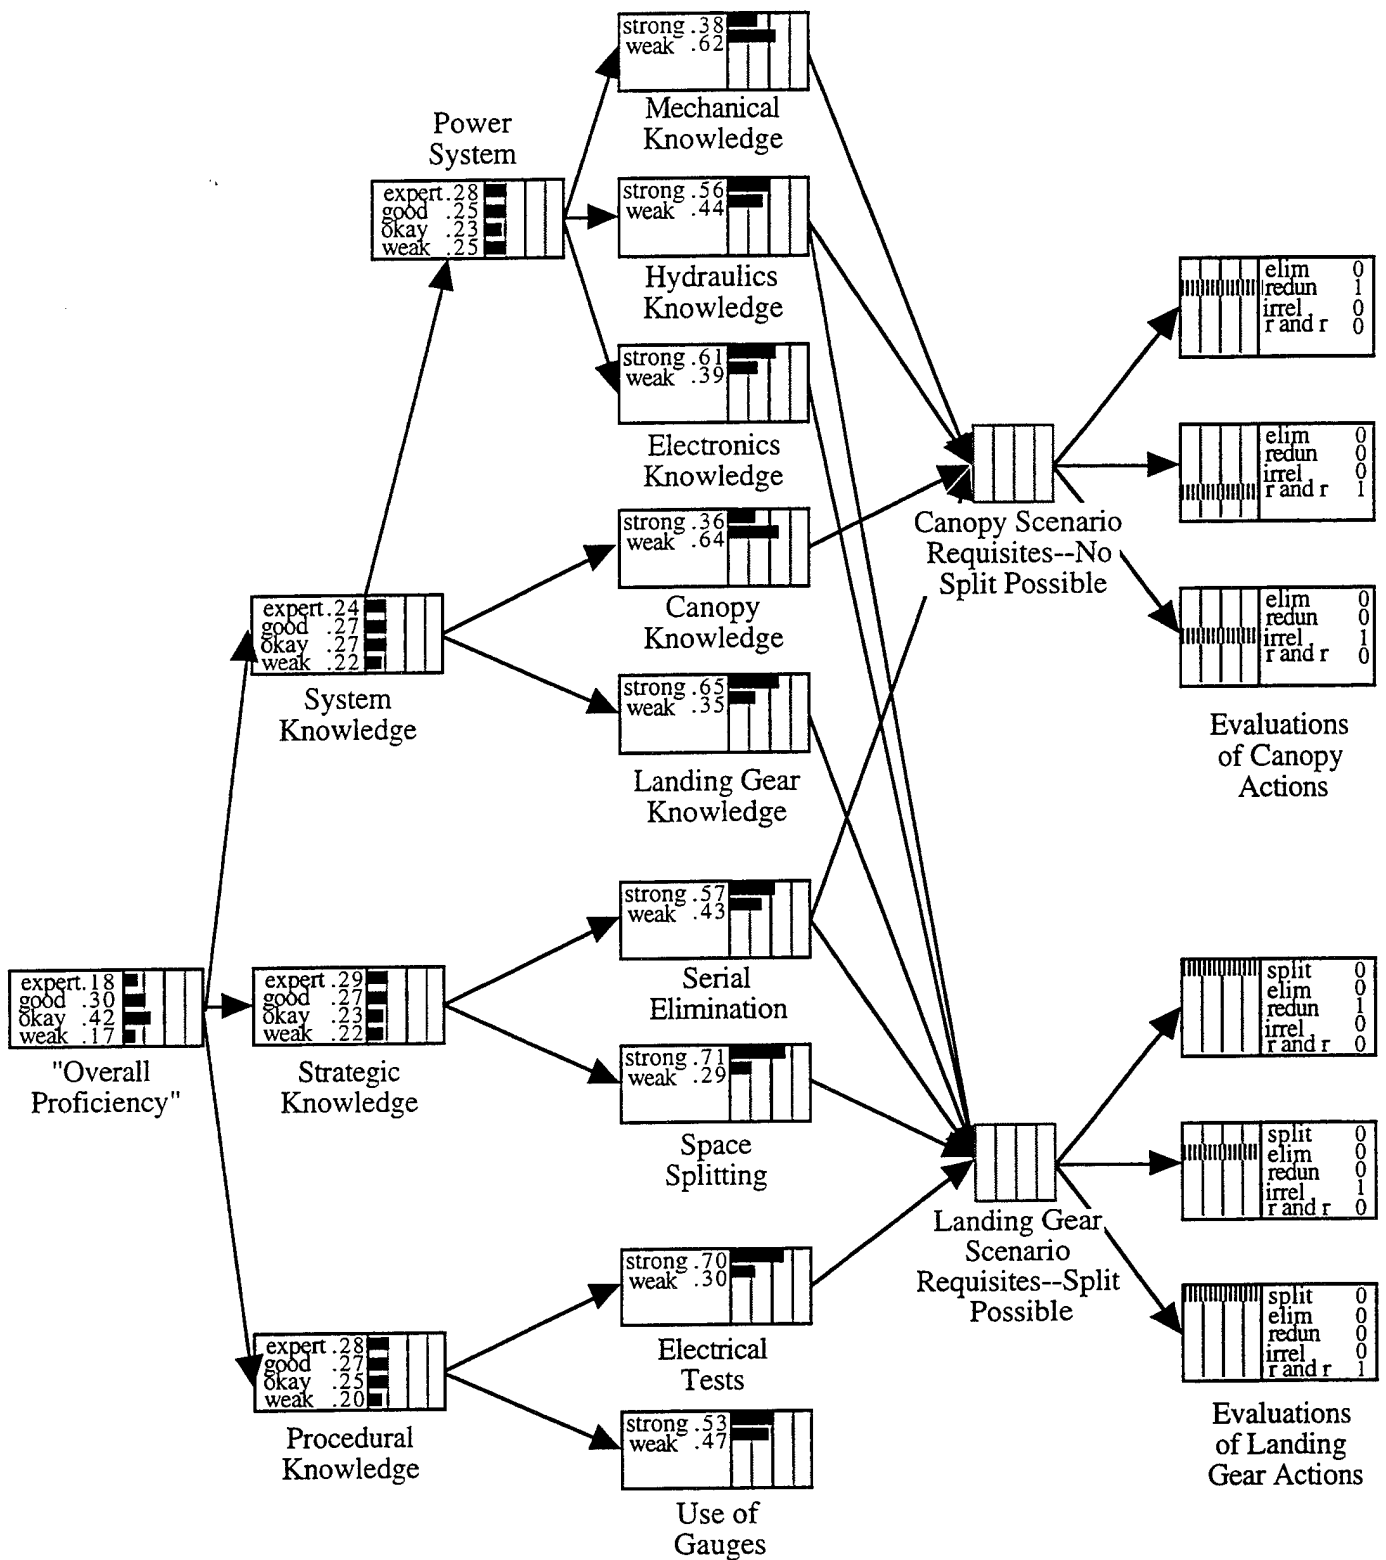 strong .38
weak .62
Mechanical
Knowledge
Power
System
expert .28
good .25
okay .23
weak .25
strong .56
weak .44
Hydraulics
Knowledge
strong .61
weak .39
Electronics
Knowledge
strong .36
weak .64
Canopy
Knowledge
expert .24
good .27
okay .27
weak .22
System
Knowledge
strong .65
weak .35
Landing Gear
Knowledge
strong .57
weak .43
Serial
Elimination
expert .18
good .30
okay .42
weak .17
"Overall
Proficiency"
expert .29
good .27
okay .23
weak .22
Strategic
Knowledge
strong .71
weak .29
Space
Splitting
strong .70
weak .30
Electrical
Tests
expert .28
good .27
okay .25
weak .20
Procedural
Knowledge
strong .53
weak .47
Use of
Gauges
Canopy Scenario
Requisites--No
Split Possible
elim 0
redun 1
irrel 0
r and r 0
elim 0
redun 0
irrel 0
r and r 1
elim 0
redun 0
irrel 1
r and r 0
Evaluations
of Canopy
Actions
Landing Gear
Scenario
Requisites--Split
Possible
split 0
elim 0
redun 1
irrel 0
r and r 0
split 0
elim 0
redun 0
irrel 1
r and r 0
split 0
elim 0
redun 0
irrel 0
r and r 1
Evaluations
of Landing
Gear Actions